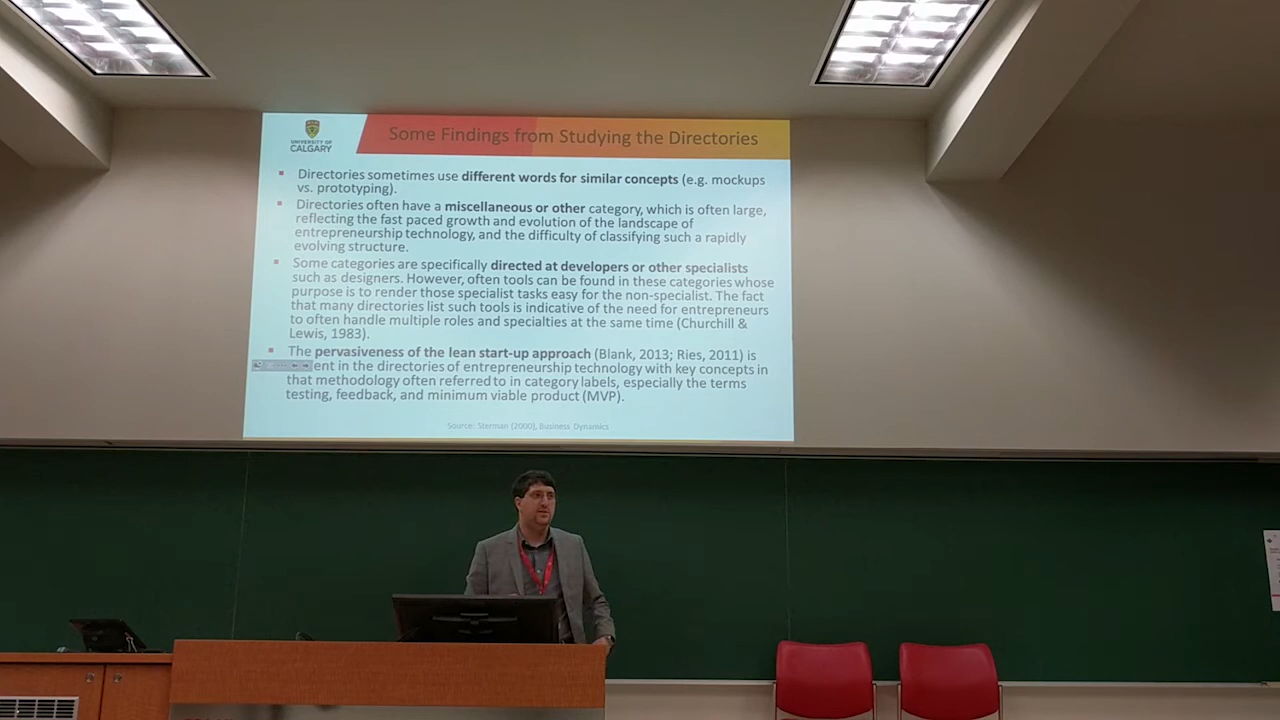 UNIVERSITY OF
CALGARY
Some Findings from Studying the Directories
Directories sometimes use different words for similar concepts (e.g. mockups
vs. prototyping).
Directories often have a miscellaneous or other category, which is often large,
reflecting the fast paced growth and evolution of the landscape of
entrepreneurship technology, and the difficulty of classifying such a rapidly
evolving structure.
Some categories are specifically directed at developers or other specialists
such as designers. However, often tools can be found in these categories whose
purpose is to render those specialist tasks easy for the non-specialist. The fact
that many directories list such tools is indicative of the need for entrepreneurs
to often handle multiple roles and specialties at the same time (Churchill &
Lewis, 1983).
The pervasiveness of the lean start-up approach (Blank, 2013; Ries, 2011) is
ent in the directories of entrepreneurship technology with key concepts in
that methodology often referred to in category labels, especially the terms
testing, feedback, and minimum viable product (MVP).
Source: Sterman (2000), Business Dynamics